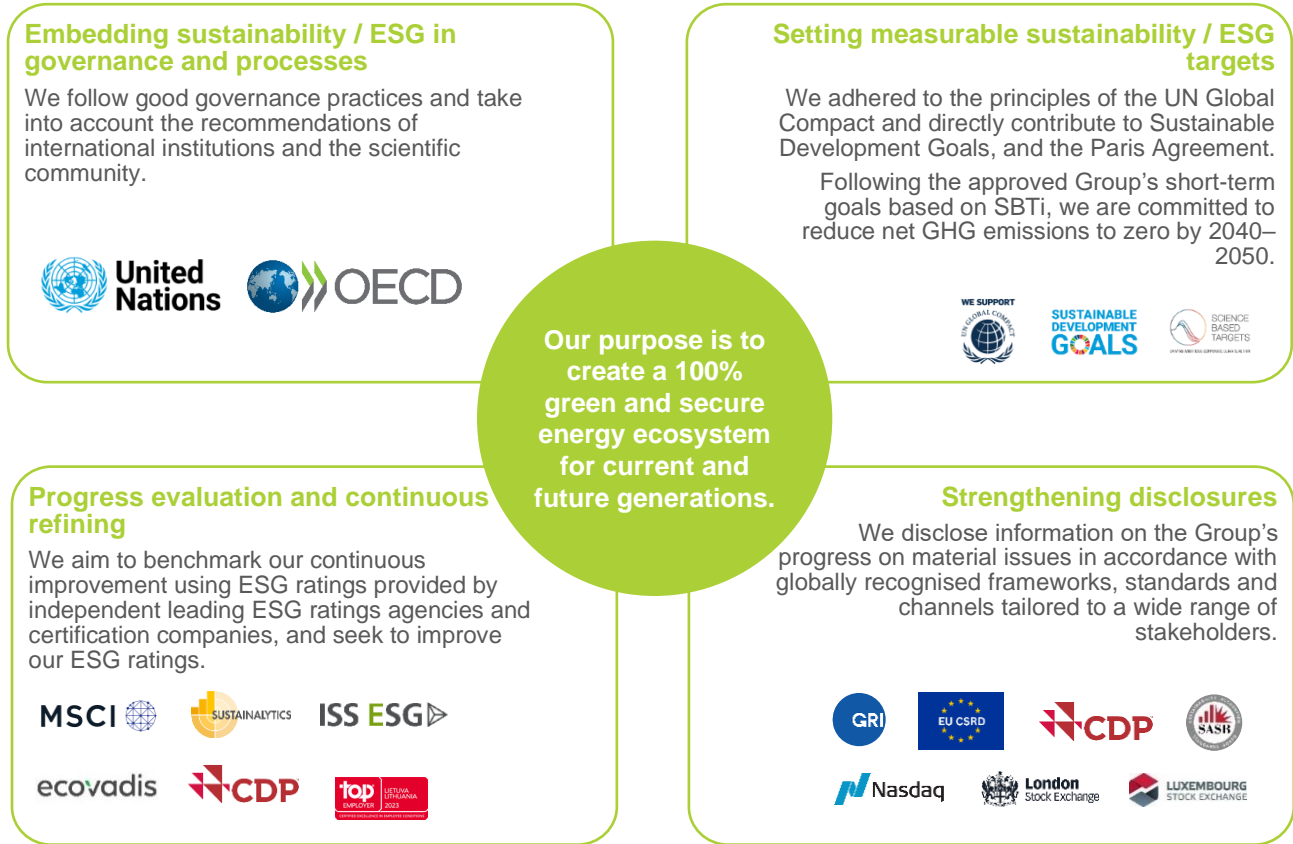 Embedding sustainability / ESG in
governance and processes
We follow good governance practices and take
into account the recommendations of
international institutions and the scientific
community.
United
Nations
OECD
Setting measurable sustainability / ESG
targets
We adhered to the principles of the UN Global
Compact and directly contribute to Sustainable
Development Goals, and the Paris Agreement.
Following the approved Group's short-term
goals based on SBTi, we are committed to
reduce net GHG emissions to zero by 2040–
2050.
WE SUPPORT
UN GLOBAL COMPACT
SUSTAINABLE
DEVELOPMENT
GOALS
SCIENCE
BASED
TARGETS
Our purpose is to
create a 100%
green and secure
energy ecosystem
for current and
future generations.
Progress evaluation and continuous
refining
We aim to benchmark our continuous
improvement using ESG ratings provided by
independent leading ESG ratings agencies and
certification companies, and seek to improve
our ESG ratings.
MSCI
SUSTAINALYTICS
ISS ESG
ecovadis
CDP
top
EMPLOYER
LIETUVA
LITHUANIA
2023
CERTIFIED EXCELLENCE IN EMPLOYEE CONDITIONS
Strengthening disclosures
We disclose information on the Group's
progress on material issues in accordance with
globally recognised frameworks, standards and
channels tailored to a wide range of
stakeholders.
GRI
EU CSRD
CDP
SASB
Nasdaq
London
Stock Exchange
LUXEMBOURG
STOCK EXCHANGE